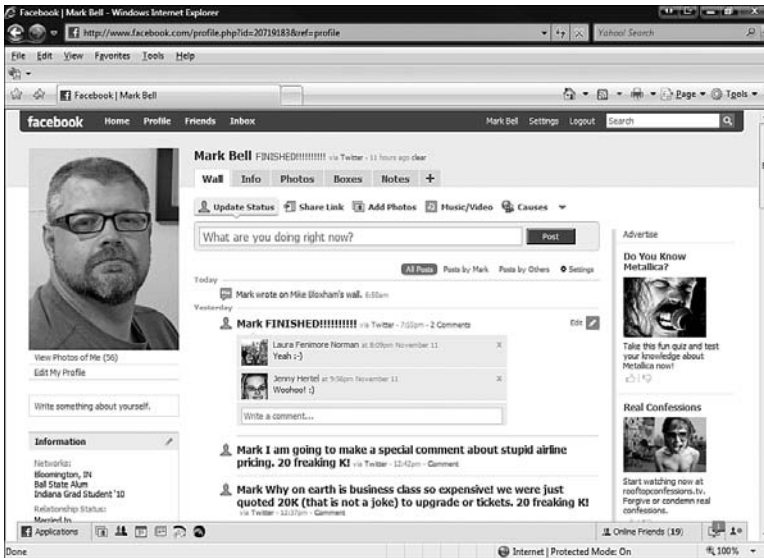 Facebook | Mark Bell - Windows Internet Explorer
http://www.facebook.com/profile.php?id=20719183&ref=profile
Yahoo! Search
File Edit View Favorites Tools Help
Facebook | Mark Bell
Page Tools
facebook Home Profile Friends Inbox Mark Bell Settings Logout Search
Mark Bell FINISHED!!!!!!!!!! via Twitter - 11 hours ago clear
Wall Info Photos Boxes Notes +
Update Status Share Link Add Photos Music/Video Causes
What are you doing right now? Post
All Posts Posts by Mark Posts by Others Settings
Today
Mark wrote on Mike Bloxham's wall.
Yesterday
Mark FINISHED!!!!!!!!!! via Twitter - 7:55pm - 2 Comments Edit
Laura Fenimore Norman at 8:09pm November 11 x
Yeah ;-)
Jenny Hertel at 9:56pm November 11 x
Woohoo! :)
Write a comment...
Mark I am going to make a special comment about stupid airline
pricing. 20 freaking K! via Twitter - 12:42pm - Comment
Mark Why on earth is business class so expensive! we were just
quoted 20K (that is not a joke) to upgrade or tickets. 20 freaking K!
via Twitter - 12:37pm - Comment
View Photos of Me (56)
Edit My Profile
Write something about yourself.
Information
Networks:
Bloomington, IN
Ball State Alum
Indiana Grad Student '10
Relationship Status:
Married to
Advertise
Do You Know
Metallica?
Take this fun quiz and test
your knowledge about
Metallica now!
Real Confessions
Start watching now at
rooftopconfessions.tv.
Forgive or condemn real
confessions.
Applications Online Friends (19)
Done Internet | Protected Mode: On 100%